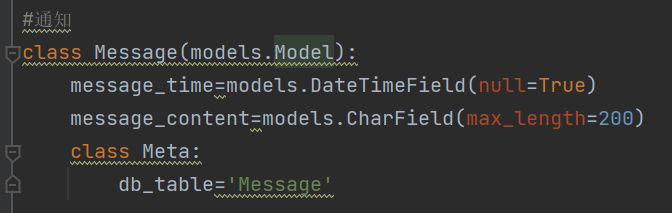 #通知
class Message(models.Model):
    message_time=models.DateTimeField(null=True)
    message_content=models.CharField(max_length=200)
    class Meta:
        db_table='Message'